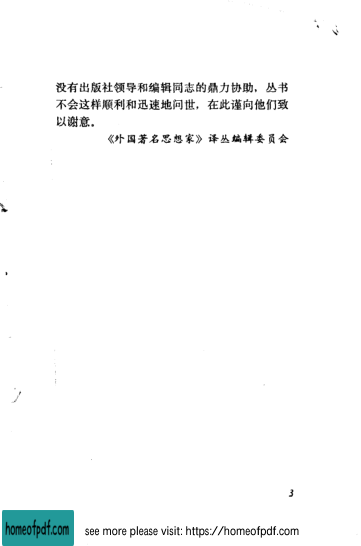 没有出版社领导和编辑同志的鼎力协助，丛书
不会这样顺利和迅速地问世，在此谨向他们致
以谢意。
《外国著名思想家》译丛编辑委员会
3
homeofpdf.com
see more please visit: https://homeofpdf.com